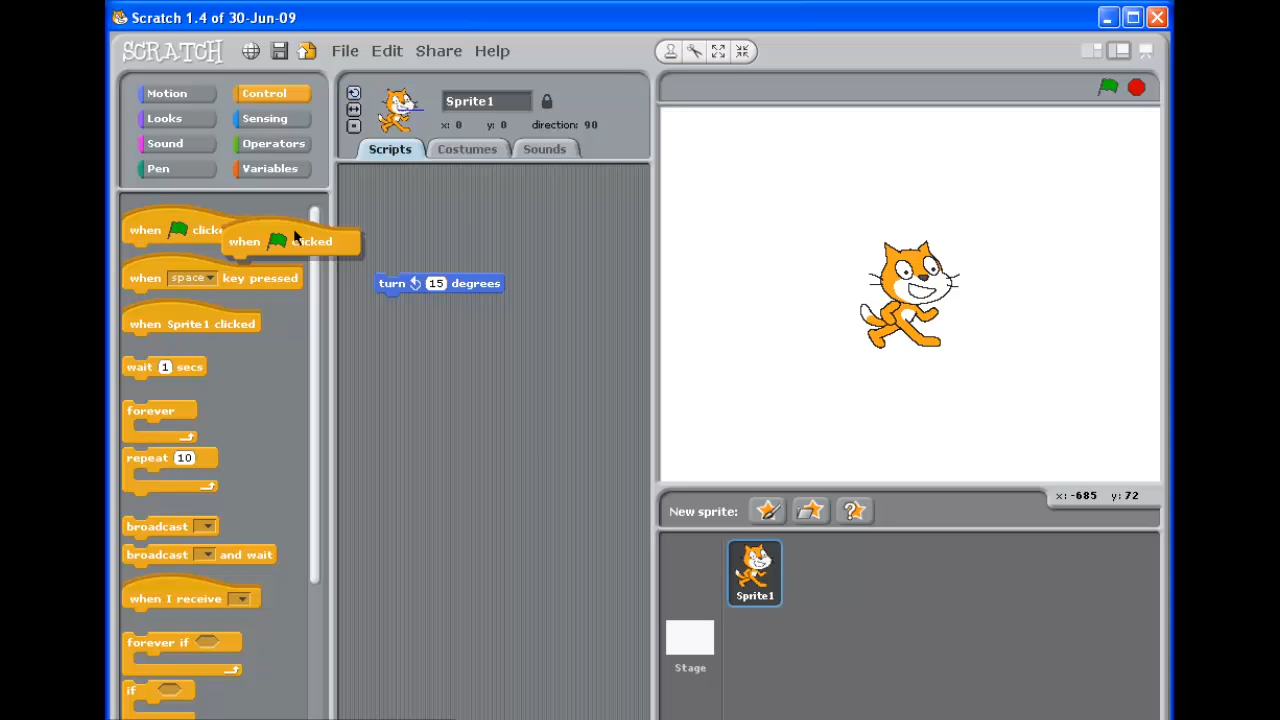 Scratch 1.4 of 30-Jun-09
SCRATCH File Edit Share Help
Motion Control
Looks Sensing
Sound Operators
Pen Variables
Sprite1
x: 0 y: 0 direction: 90
Scripts Costumes Sounds
when clicke
when clicked
when space key pressed
turn 15 degrees
when Sprite1 clicked
wait 1 secs
forever
repeat 10
broadcast
broadcast and wait
when I receive
forever if
if
x: -685 y: 72
New sprite:
Sprite1
Stage